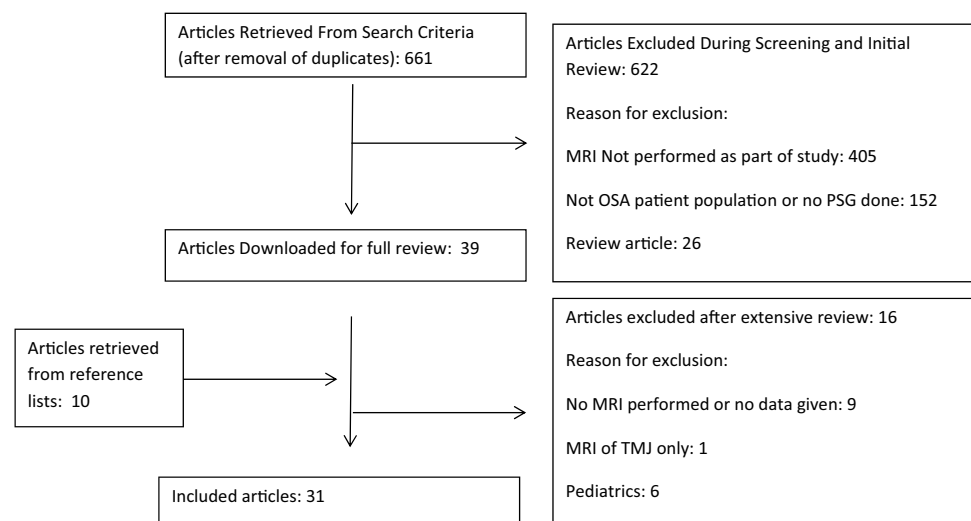 Articles Retrieved From Search Criteria
(after removal of duplicates): 661
Articles Excluded During Screening and Initial
Review: 622
Reason for exclusion:
MRI Not performed as part of study: 405
Not OSA patient population or no PSG done: 152
Review article: 26
Articles Downloaded for full review: 39
Articles retrieved
from reference
lists: 10
Articles excluded after extensive review: 16
Reason for exclusion:
No MRI performed or no data given: 9
MRI of TMJ only: 1
Pediatrics: 6
Included articles: 31